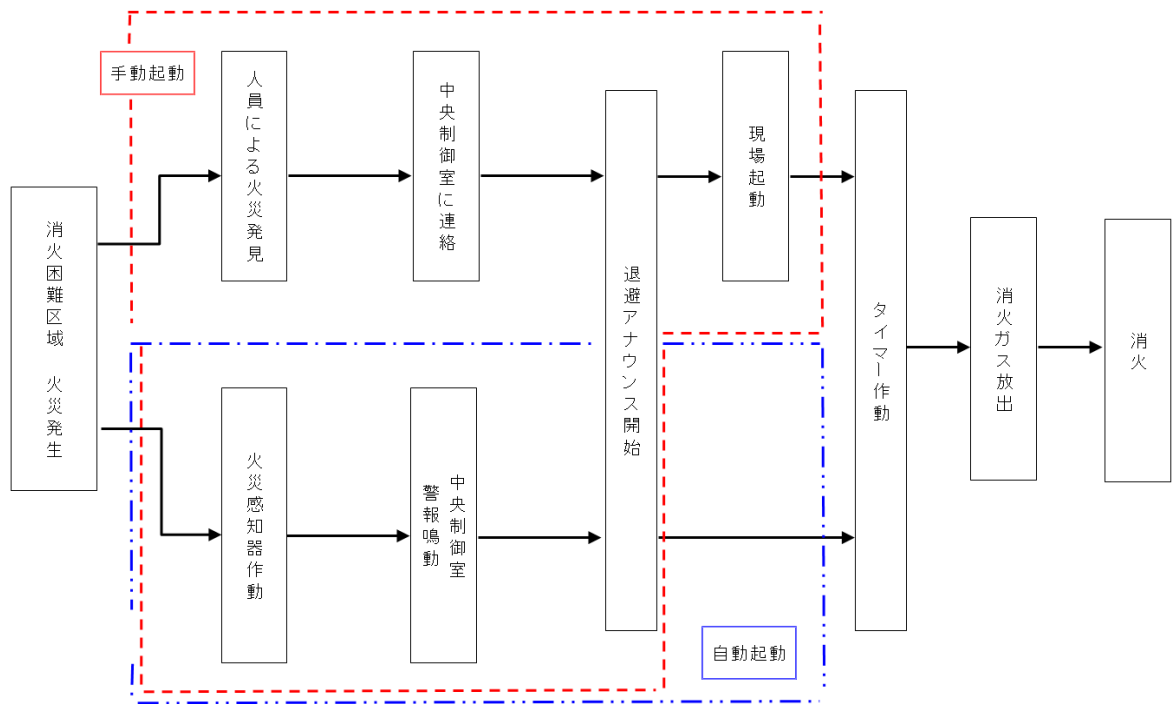 手動起動
消火困難区域　火災発生
人員による火災発見
中央制御室に連絡
退避アナウンス開始
現場起動
火災感知器作動
中央制御室
警報鳴動
自動起動
タイマー作動
消火ガス放出
消火